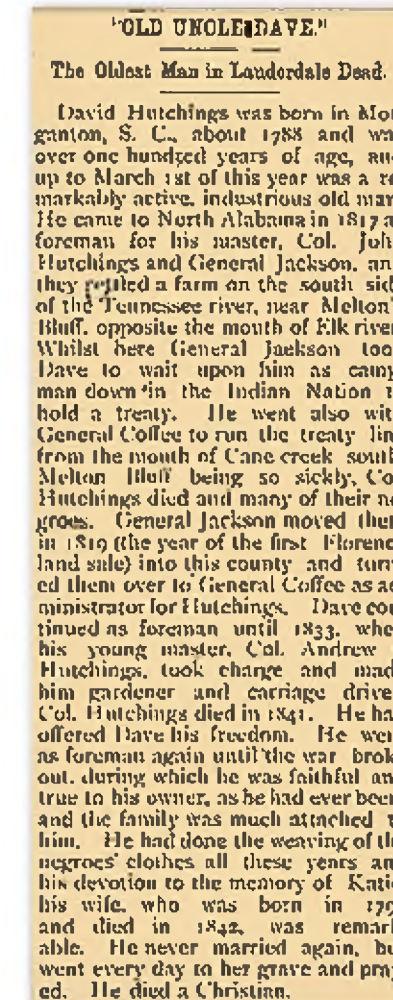 "OLD UNOLE DAVE."
The Oldest Man in Lauderdale Dead.
David Hutchings was born in Mor
ganton, S. C., about 1788 and wa
over one hundred years of age, an
up to March 1st of this year was a re
markably active, industrious old man
He came to North Alabama in 1817 a
foreman for his master, Col. Joh
Hutchings and General Jackson, an
they settled a farm on the south sid
of the Tennessee river, near Melton'
Bluff, opposite the mouth of Elk river
Whilst here General Jackson too
Dave to wait upon him as camp
man down in the Indian Nation t
hold a treaty. He went also wit
General Coffee to run the treaty lin
from the mouth of Cane creek south
Melton Bluff being so sickly, Co
Hutchings died and many of their ne
groes. General Jackson moved them
in 1819 (the year of the first Florenc
land sale) into this county and turn
ed them over to General Coffee as ad
ministrator for Hutchings. Dave con
tinued as foreman until 1833, whe
his young master, Col. Andrew
Hutchings, took charge and mad
him gardener and carriage drive
Col. Hutchings died in 1841. He ha
offered Dave his freedom. He wen
as foreman again until the war brok
out, during which he was faithful an
true to his owner, as he had ever been
and the family was much attached t
him. He had done the weaving of th
negroes' clothes all these years an
his devotion to the memory of Katie
his wife, who was born in 179
and died in 1842, was remark
able. He never married again, bu
went every day to her grave and pray
ed. He died a Christian.